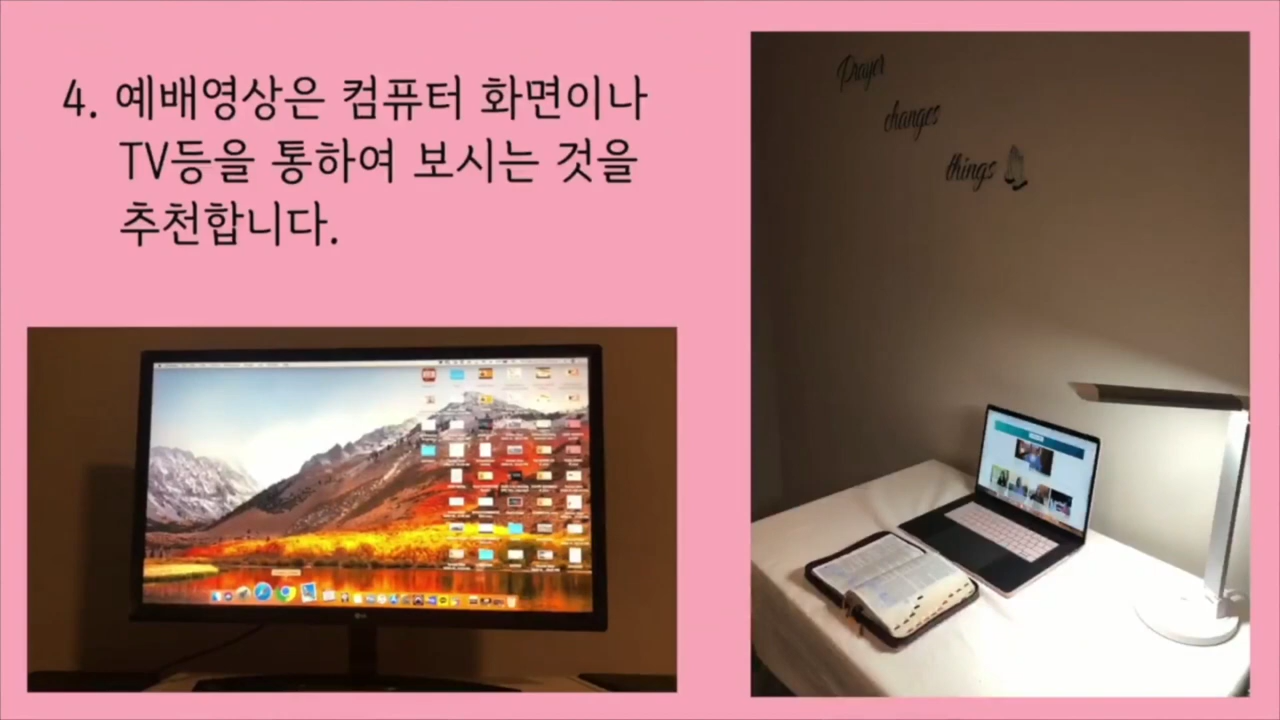 4. 예배영상은 컴퓨터 화면이나
TV등을 통하여 보시는 것을
추천합니다.
Prayer
changes
things
LG